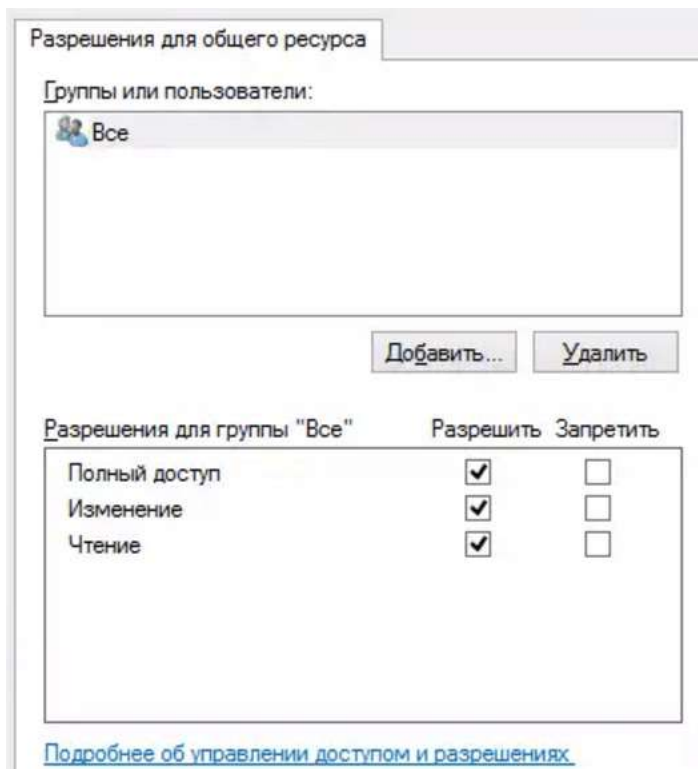 Разрешения для общего ресурса
Группы или пользователи:
Все
Добавить... Удалить
Разрешения для группы "Все" Разрешить Запретить
Полный доступ
Изменение
Чтение
Подробнее об управлении доступом и разрешениях